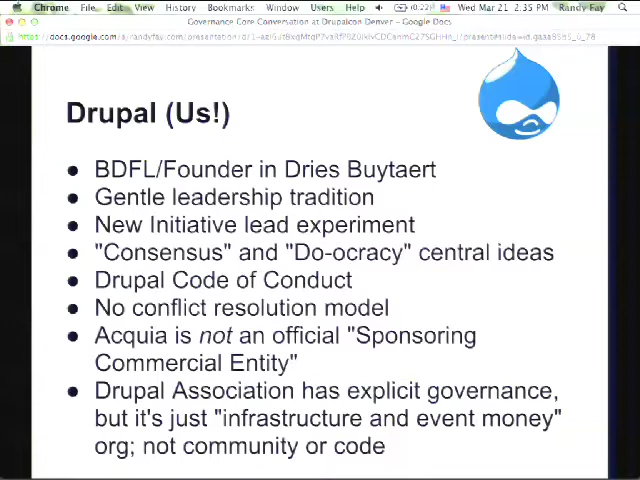 Chrome File Edit View History Bookmarks Window Users Help (0:22) Wed Mar 21 2:35 PM Randy Fay
Governance Core Conversation at Drupalcon Denver – Google Docs
Drupal (Us!)
● BDFL/Founder in Dries Buytaert
● Gentle leadership tradition
● New Initiative lead experiment
● "Consensus" and "Do-ocracy" central ideas
● Drupal Code of Conduct
● No conflict resolution model
● Acquia is not an official "Sponsoring
Commercial Entity"
● Drupal Association has explicit governance,
but it's just "infrastructure and event money"
org; not community or code